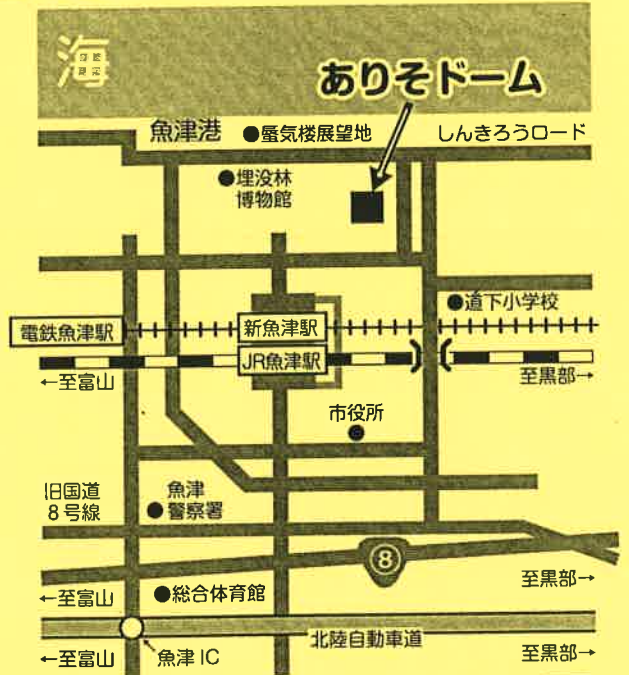 海
ありそドーム
魚津港
●蜃気楼展望地
しんきろうロード
●埋没林
博物館
●道下小学校
電鉄魚津駅
新魚津駅
JR魚津駅
←至富山
至黒部→
市役所
旧国道
8号線
魚津
警察署
8
至黒部→
←至富山
●総合体育館
北陸自動車道
←至富山
魚津IC
至黒部→